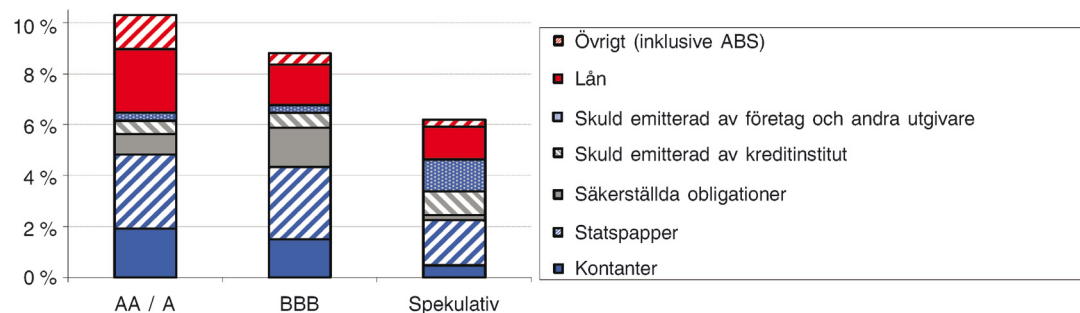 10 %
8 %
6 %
4 %
2 %
0 %
AA / A
BBB
Spekulativ
Övrigt (inklusive ABS)
Lån
Skuld emitterad av företag och andra utgivare
Skuld emitterad av kreditinstitut
Säkerställda obligationer
Statspapper
Kontanter